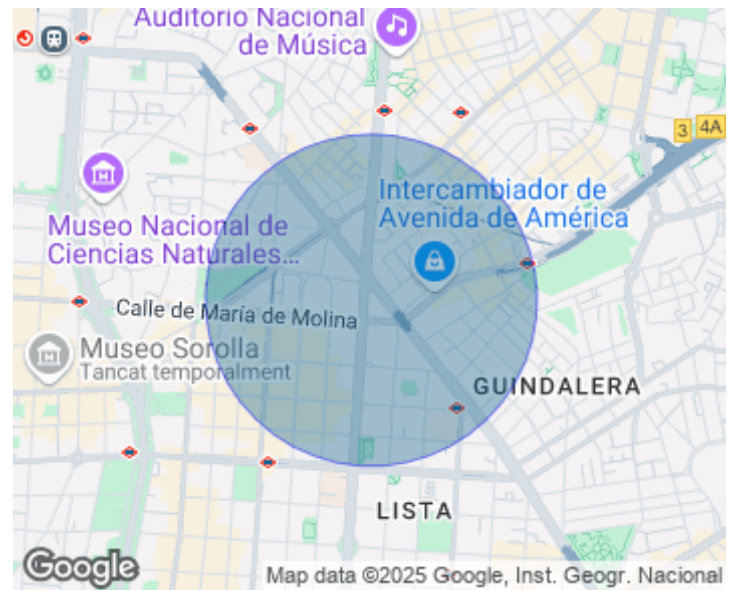 Auditorio Nacional
de Música
3
4A
Intercambiador de
Avenida de América
Museo Nacional de
Ciencias Naturales...
Calle de María de Molina
Museo Sorolla
Tancat temporalment
GUINDALERA
LISTA
Google
Map data ©2025 Google, Inst. Geogr. Nacional